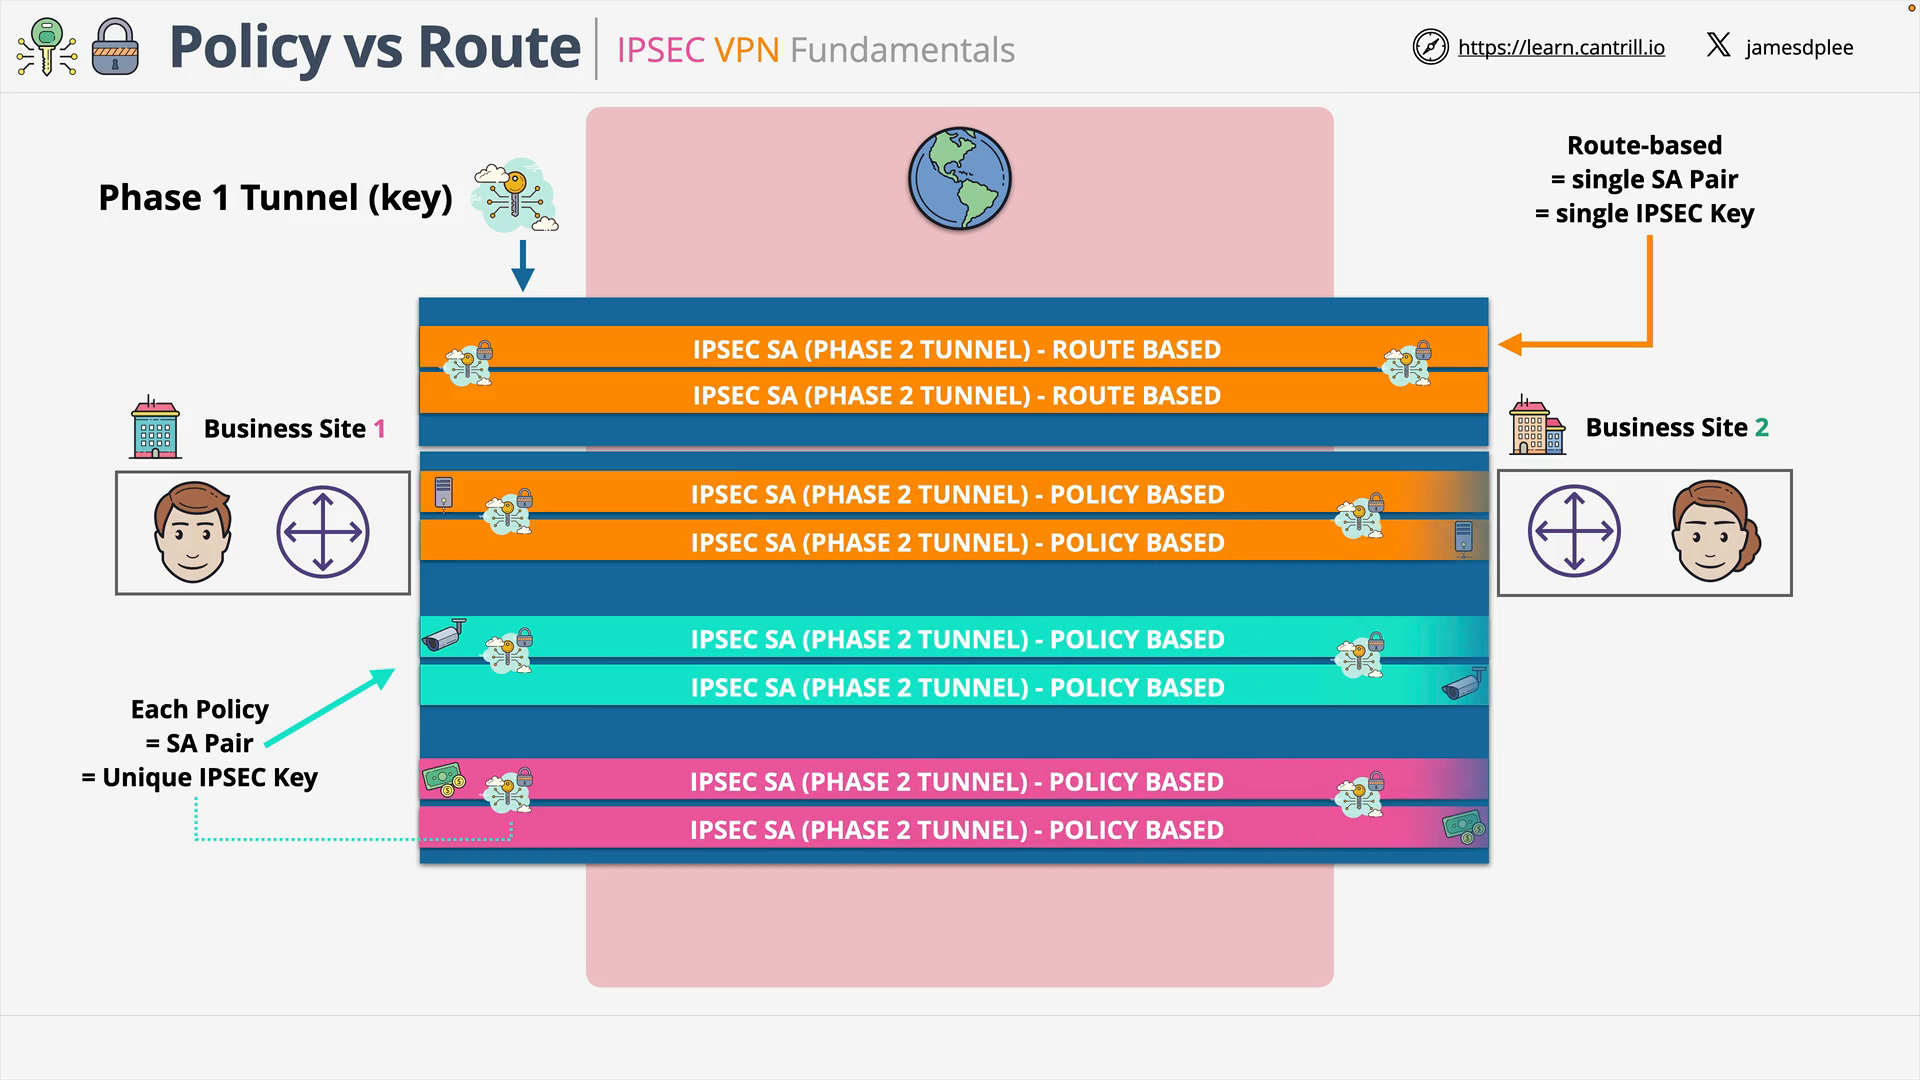 Policy vs Route
IPSEC VPN Fundamentals
https://learn.cantrill.io
jamesdplee
Phase 1 Tunnel (key)
Route-based
= single SA Pair
= single IPSEC Key
IPSEC SA (PHASE 2 TUNNEL) - ROUTE BASED
IPSEC SA (PHASE 2 TUNNEL) - ROUTE BASED
Business Site 1
Business Site 2
IPSEC SA (PHASE 2 TUNNEL) - POLICY BASED
IPSEC SA (PHASE 2 TUNNEL) - POLICY BASED
IPSEC SA (PHASE 2 TUNNEL) - POLICY BASED
IPSEC SA (PHASE 2 TUNNEL) - POLICY BASED
Each Policy
= SA Pair
= Unique IPSEC Key
IPSEC SA (PHASE 2 TUNNEL) - POLICY BASED
IPSEC SA (PHASE 2 TUNNEL) - POLICY BASED